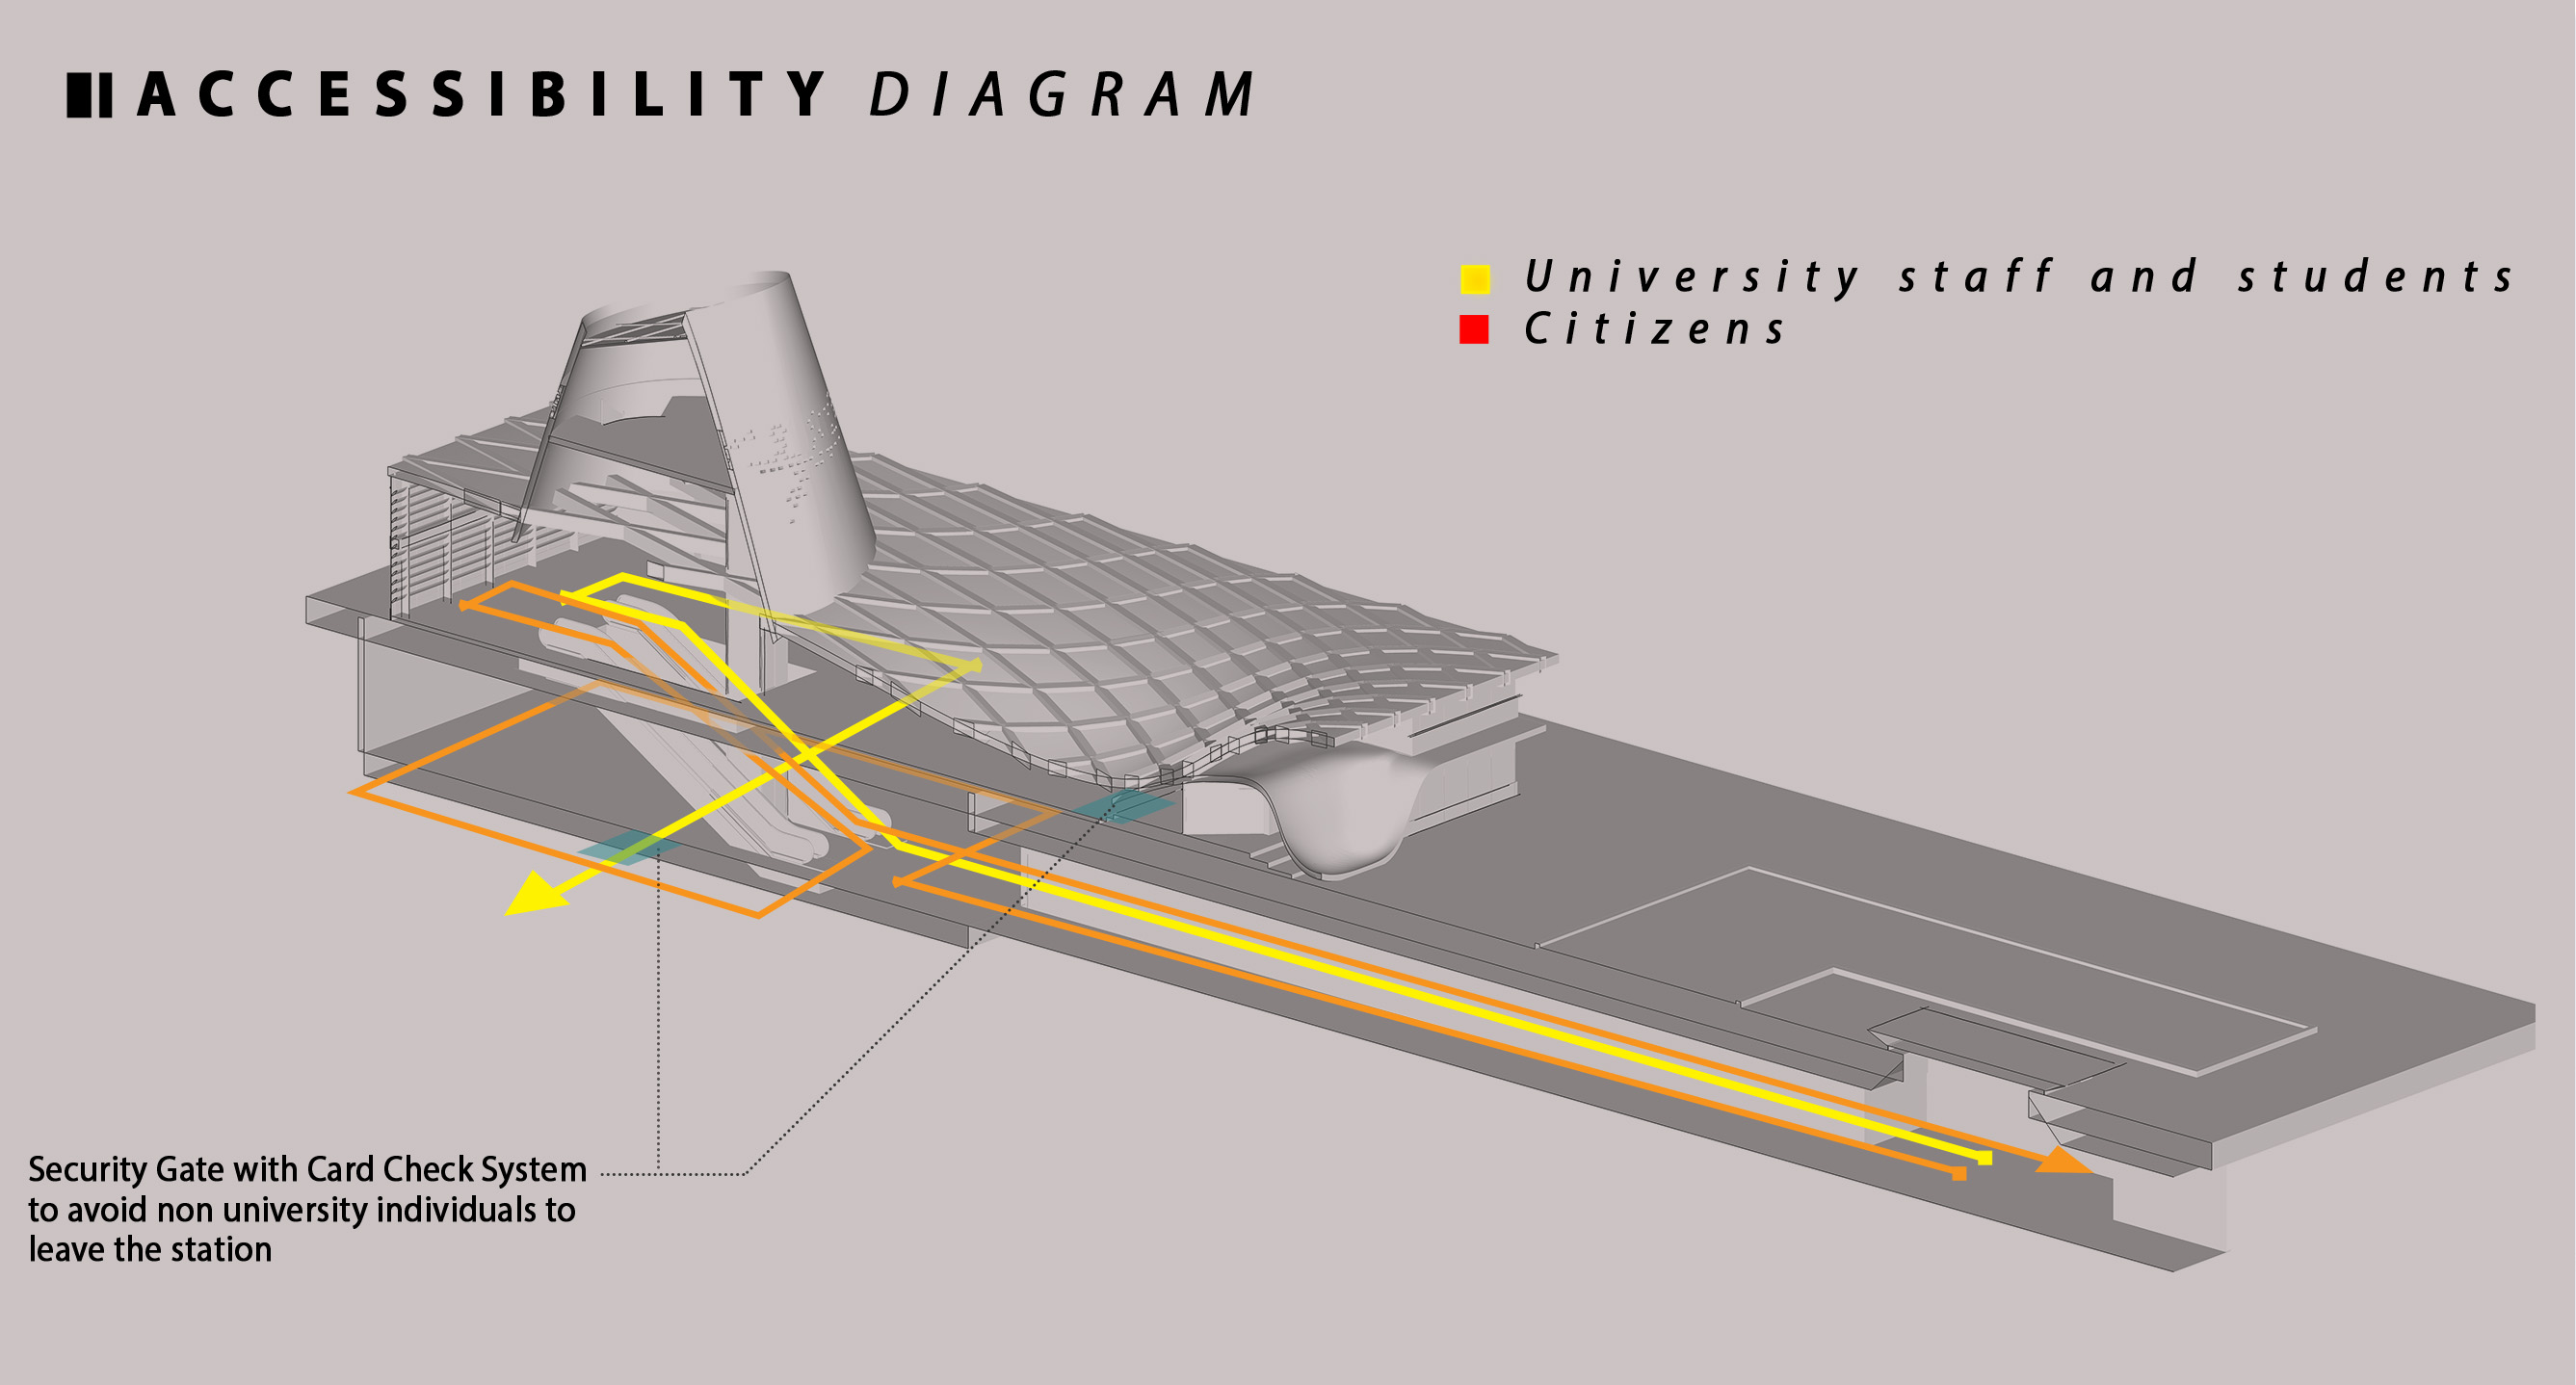 ACCESSIBILITY DIAGRAM
University staff and students
Citizens
Security Gate with Card Check System
to avoid non university individuals to
leave the station